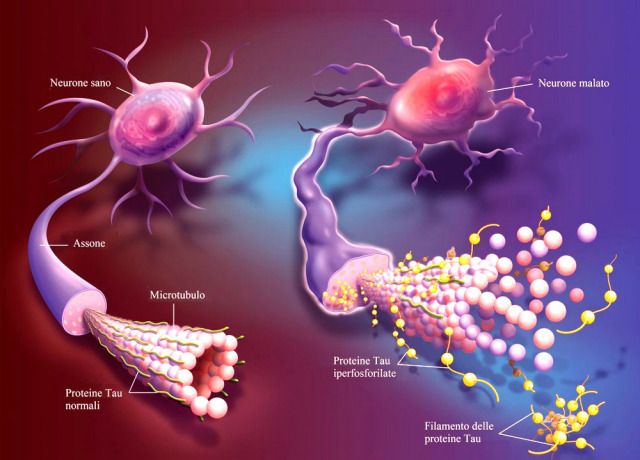 Neurone sano
Neurone malato
Assone
Microtubulo
Proteine Tau
normali
Proteine Tau
iperfosforilate
Filamento delle
proteine Tau